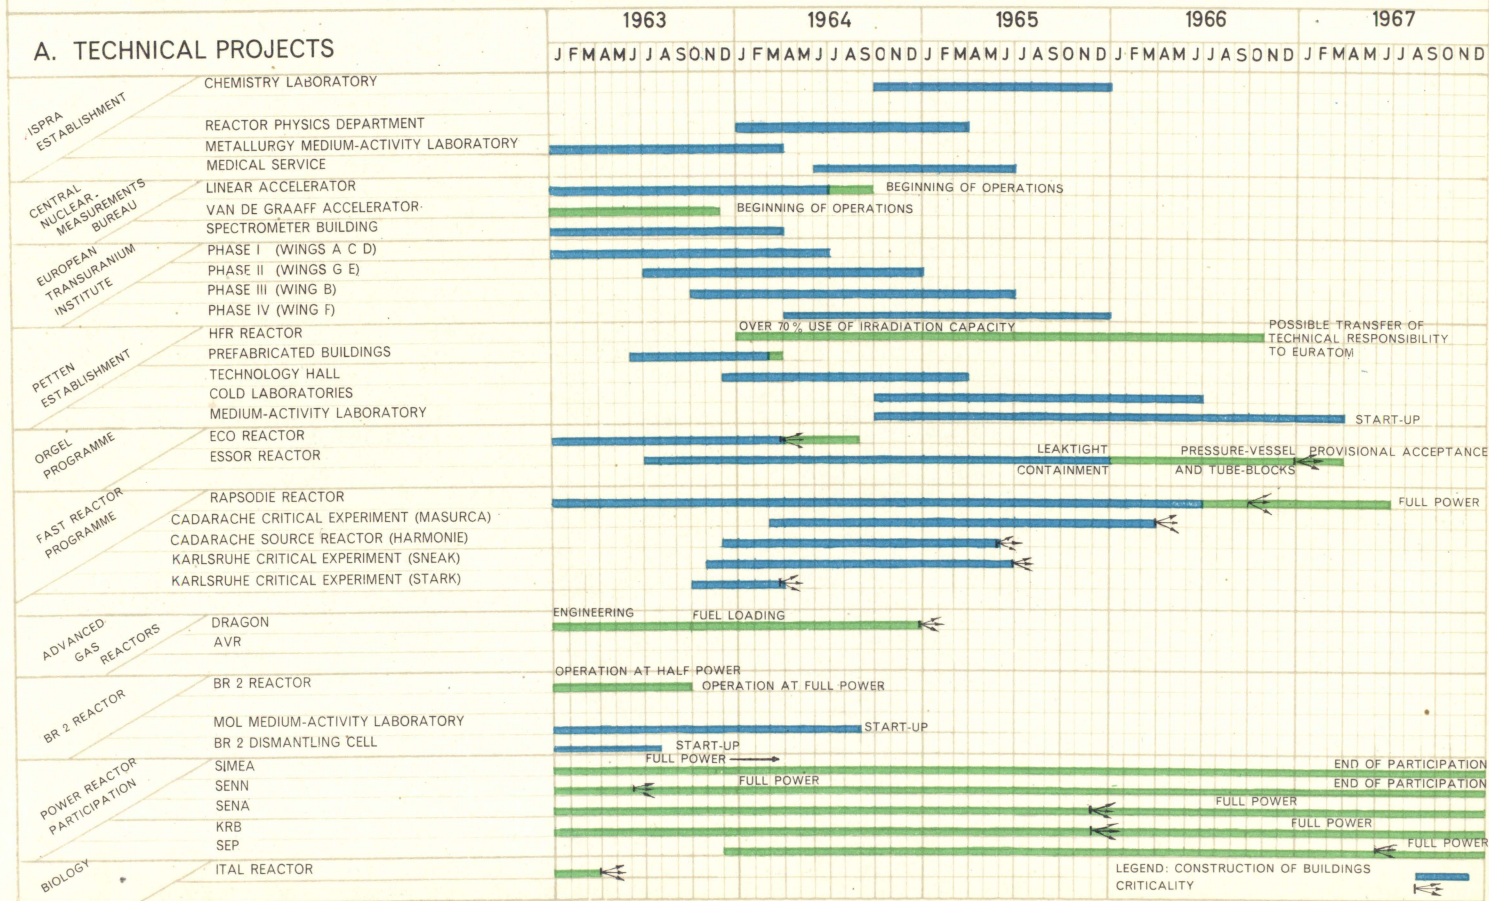 1963 1964 1965 1966 1967
A. TECHNICAL PROJECTS
J F M A M J J A S O N D J F M A M J J A S O N D J F M A M J J A S O N D J F M A M J J A S O N D J F M A M J J A S O N D
ISPRA
ESTABLISHMENT
CHEMISTRY LABORATORY
REACTOR PHYSICS DEPARTMENT
METALLURGY MEDIUM-ACTIVITY LABORATORY
MEDICAL SERVICE
CENTRAL
NUCLEAR-
MEASUREMENTS
BUREAU
LINEAR ACCELERATOR BEGINNING OF OPERATIONS
VAN DE GRAAFF ACCELERATOR BEGINNING OF OPERATIONS
SPECTROMETER BUILDING
EUROPEAN
TRANSURANIUM
INSTITUTE
PHASE I (WINGS A C D)
PHASE II (WINGS G E)
PHASE III (WING B)
PHASE IV (WING F)
PETTEN
ESTABLISHMENT
HFR REACTOR OVER 70% USE OF IRRADIATION CAPACITY
POSSIBLE TRANSFER OF
TECHNICAL RESPONSIBILITY
TO EURATOM
PREFABRICATED BUILDINGS
TECHNOLOGY HALL
COLD LABORATORIES
MEDIUM-ACTIVITY LABORATORY START-UP
ORGEL
PROGRAMME
ECO REACTOR
ESSOR REACTOR
LEAKTIGHT
CONTAINMENT
PRESSURE-VESSEL
AND TUBE-BLOCKS
PROVISIONAL ACCEPTANCE
FAST REACTOR
PROGRAMME
RAPSODIE REACTOR FULL POWER
CADARACHE CRITICAL EXPERIMENT (MASURCA)
CADARACHE SOURCE REACTOR (HARMONIE)
KARLSRUHE CRITICAL EXPERIMENT (SNEAK)
KARLSRUHE CRITICAL EXPERIMENT (STARK)
ADVANCED
GAS
REACTORS
ENGINEERING FUEL LOADING
DRAGON
AVR
BR 2 REACTOR
OPERATION AT HALF POWER
BR 2 REACTOR OPERATION AT FULL POWER
MOL MEDIUM-ACTIVITY LABORATORY START-UP
BR 2 DISMANTLING CELL START-UP
POWER REACTOR
PARTICIPATION
FULL POWER
SIMEA END OF PARTICIPATION
SENN FULL POWER END OF PARTICIPATION
SENA FULL POWER
KRB FULL POWER
SEP FULL POWER
BIOLOGY
ITAL REACTOR
LEGEND: CONSTRUCTION OF BUILDINGS
CRITICALITY